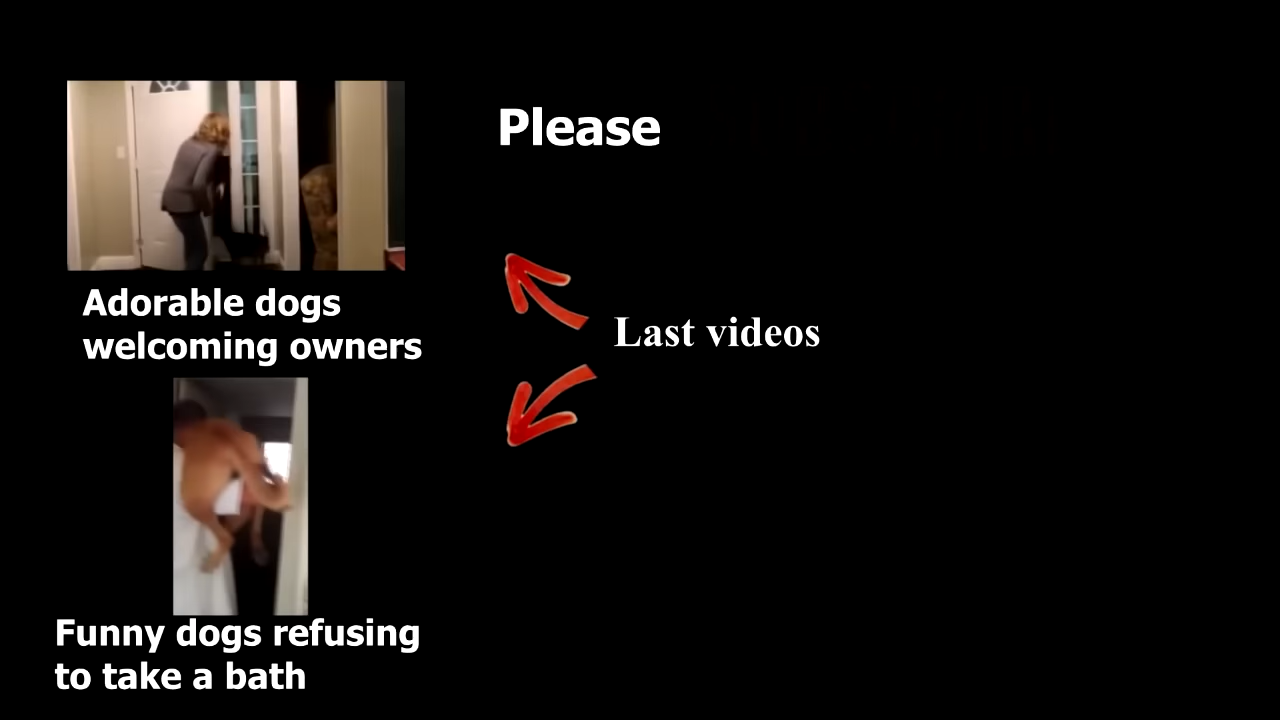 Please
Adorable dogs
welcoming owners
Last videos
Funny dogs refusing
to take a bath